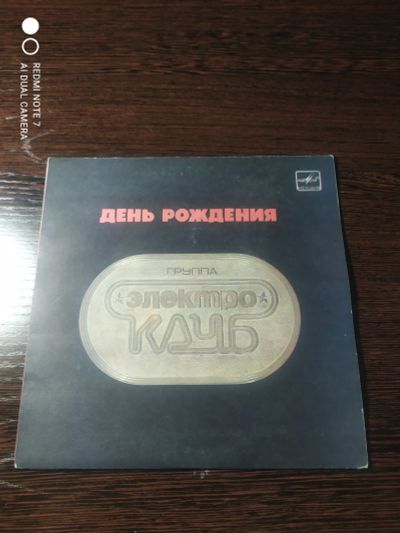 ДЕНЬ РОЖДЕНИЯ
ГРУППА
электро
КЛУБ
REDMI NOTE 7
AI DUAL CAMERA